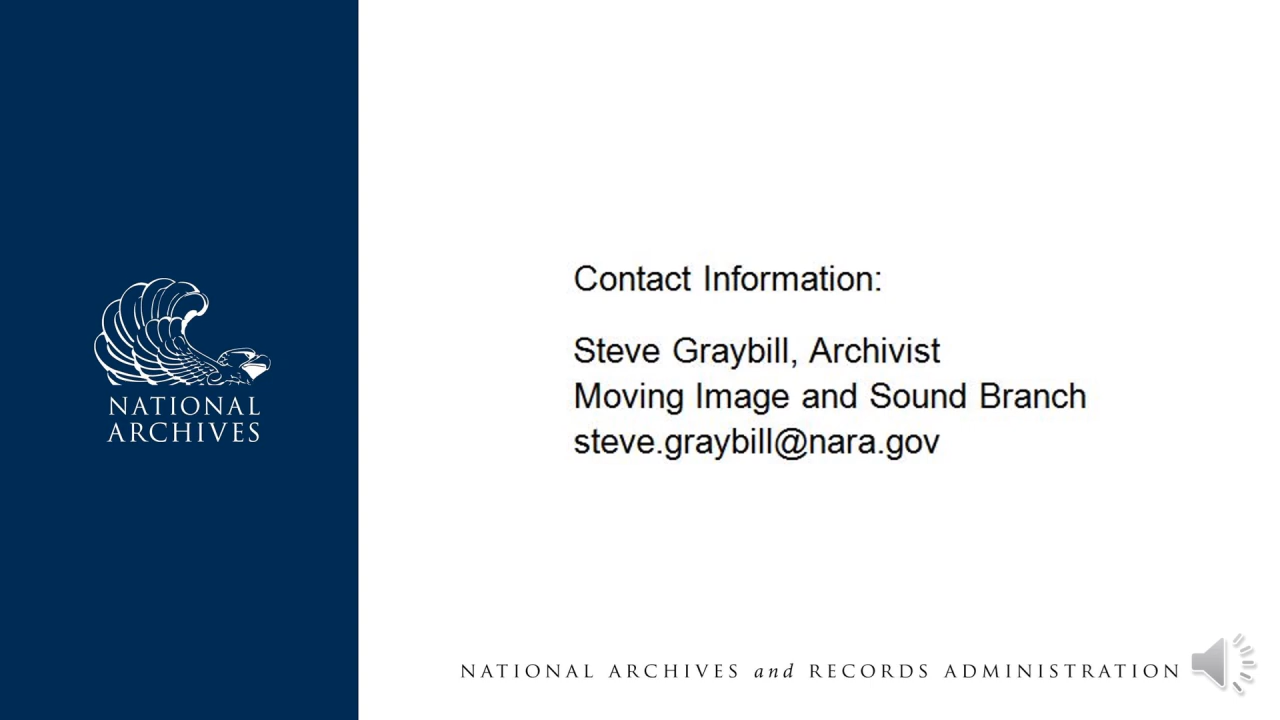 NATIONAL
ARCHIVES
Contact Information:
Steve Graybill, Archivist
Moving Image and Sound Branch
steve.graybill@nara.gov
NATIONAL ARCHIVES and RECORDS ADMINISTRATION